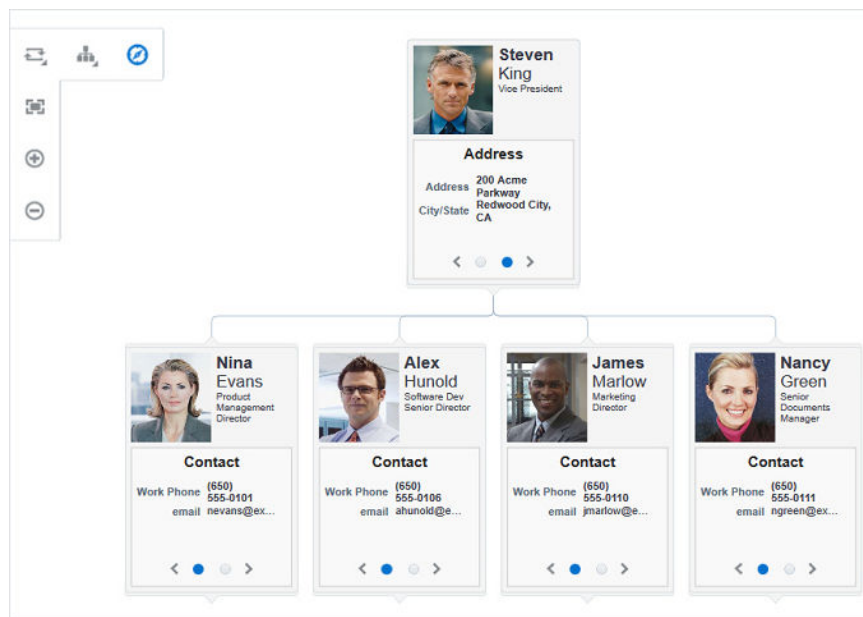 Steven
King
Vice President
Address
Address 200 Acme
Parkway
City/State Redwood City,
CA
Nina
Evans
Product
Management
Director
Contact
Work Phone (650)
555-0101
email nevans@ex...
Alex
Hunold
Software Dev
Senior Director
Contact
Work Phone (650)
555-0106
email ahunold@e...
James
Marlow
Marketing
Director
Contact
Work Phone (650)
555-0110
email jmarlow@e...
Nancy
Green
Senior
Documents
Manager
Contact
Work Phone (650)
555-0111
email ngreen@ex...